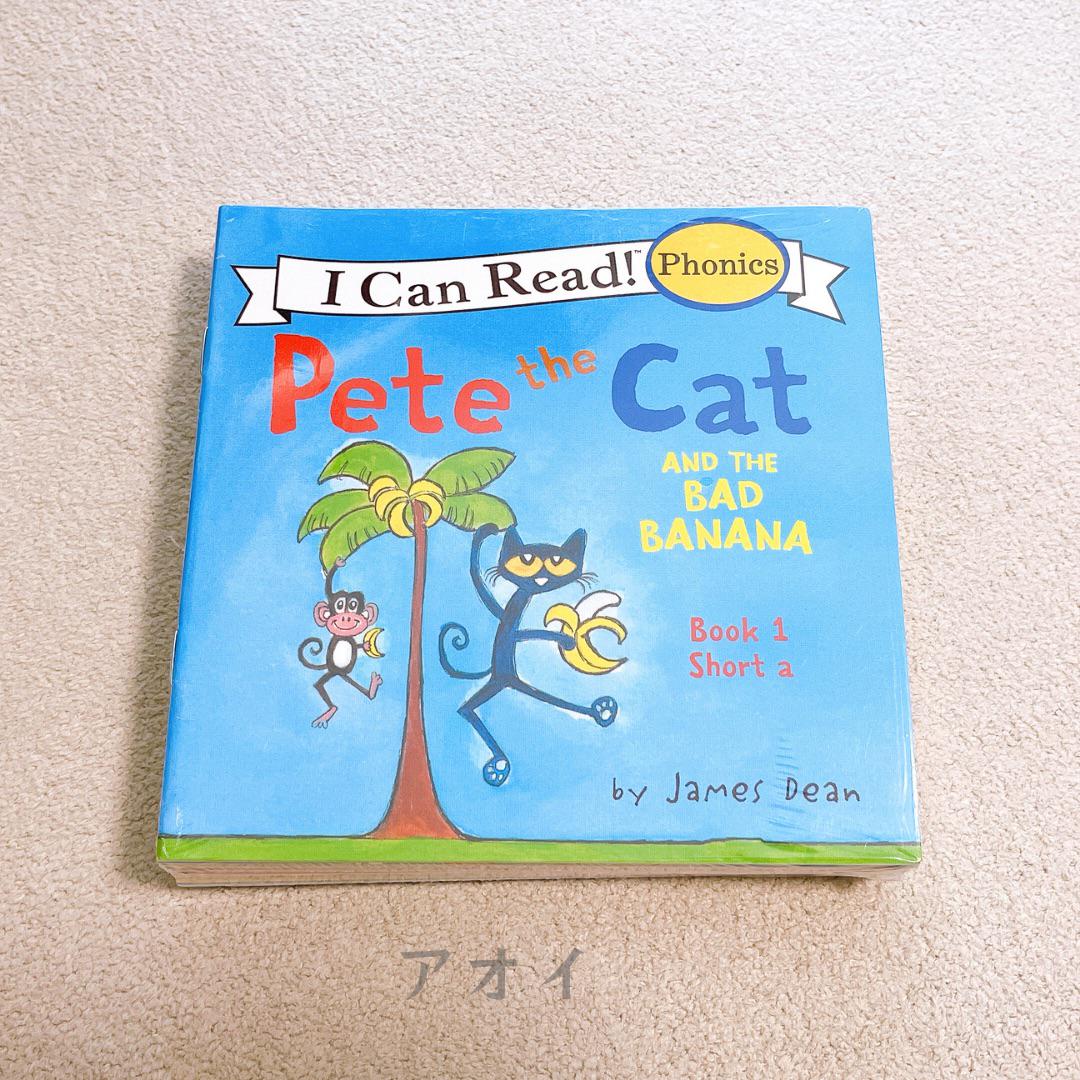 I Can Read!™ Phonics
Pete the Cat
AND THE
BAD
BANANA
Book 1
Short a
by James Dean
アオイ